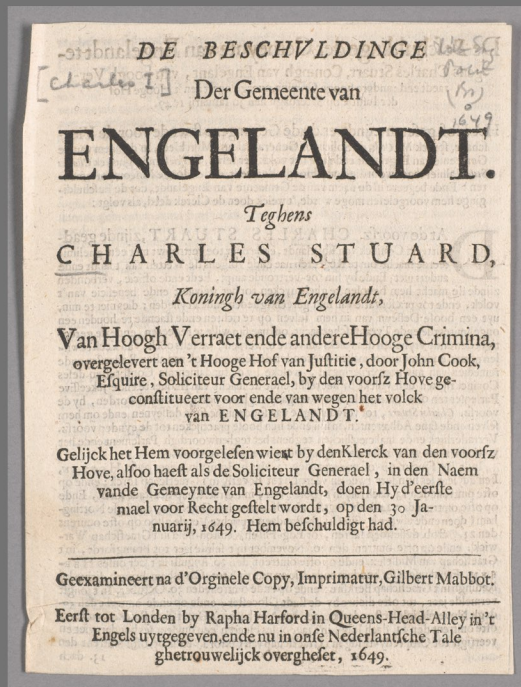 DE BESCHVLDINGE
[Charles I.]
Der Gemeente van
1649
ENGELANDT.
Teghens
CHARLES STUARD,
Koningh van Engelandt,
Van Hoogh Verraet ende andere Hooge Crimina,
overgelevert aen 't Hooge Hof van Justitie, door John Cook,
Esquire, Soliciteur Generael, by den voorsz Hove ge-
constitueert voor ende van wegen het volck
van ENGELANDT.
Gelijck het Hem voorgelesen wiert by den Klerck van den voorsz
Hove, alsoo haest als de Soliciteur Generael, in den Naem
vande Gemeynte van Engelandt, doen Hy d'eerste
mael voor Recht gestelt wordt, op den 30 Ja-
nuarij, 1649. Hem beschuldigt had.
Geexamineert na d'Orginele Copy, Imprimatur, Gilbert Mabbot.
Eerst tot Londen by Rapha Harford in Queens-Head-Alley in 't
Engels uytgegeven, ende nu in onse Nederlantsche Tale
ghetrouwelijck overgheset, 1649.